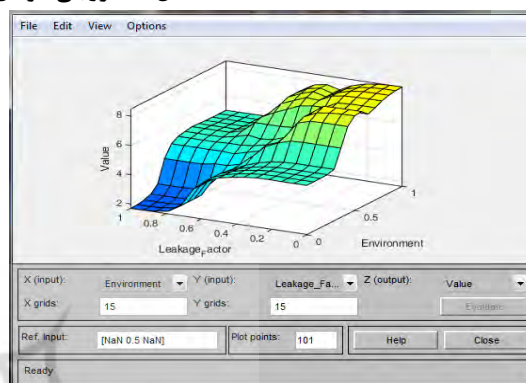 File Edit View Options
8
6
4
2
Value
1 0.8 0.6 0.4 0.2 0
Leakage_Factor
0 0.5 1
Environment
X (input): Environment Y (input): Leakage_Fa... Z (output): Value
X grids: 15 Y grids: 15 Evaluate
Ref. Input: [NaN 0.5 NaN] Plot points: 101 Help Close
Ready